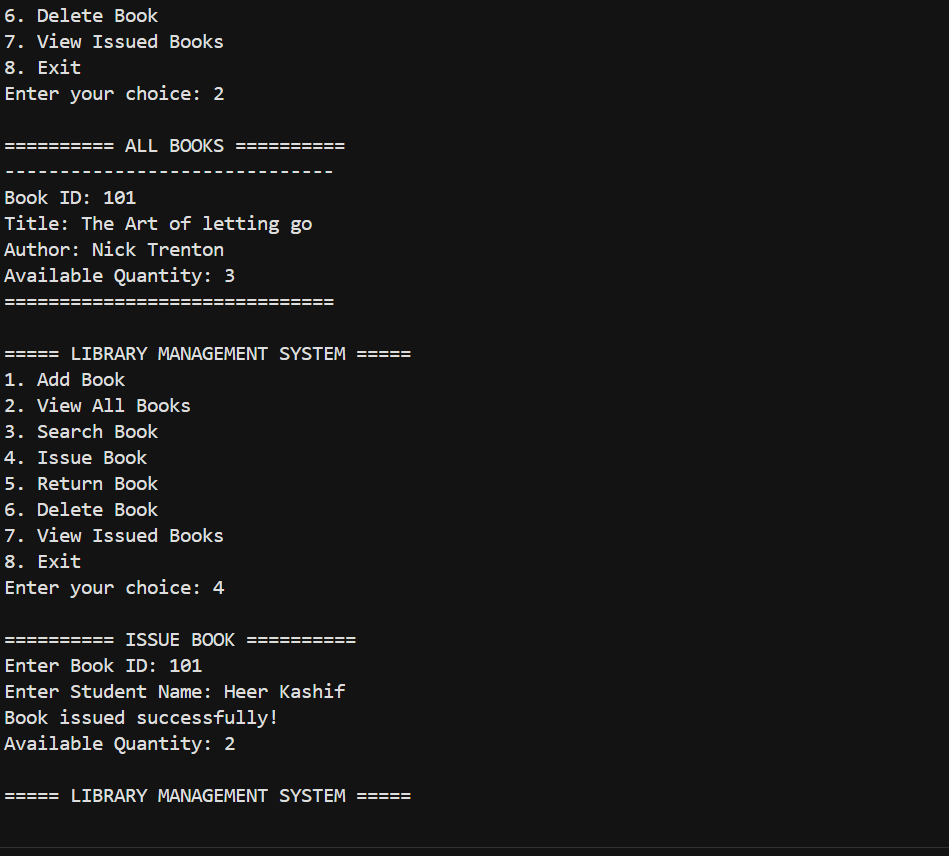 6. Delete Book
7. View Issued Books
8. Exit
Enter your choice: 2
========== ALL BOOKS ==========
------------------------------
Book ID: 101
Title: The Art of letting go
Author: Nick Trenton
Available Quantity: 3
==============================
===== LIBRARY MANAGEMENT SYSTEM =====
1. Add Book
2. View All Books
3. Search Book
4. Issue Book
5. Return Book
6. Delete Book
7. View Issued Books
8. Exit
Enter your choice: 4
========== ISSUE BOOK ==========
Enter Book ID: 101
Enter Student Name: Heer Kashif
Book issued successfully!
Available Quantity: 2
===== LIBRARY MANAGEMENT SYSTEM =====